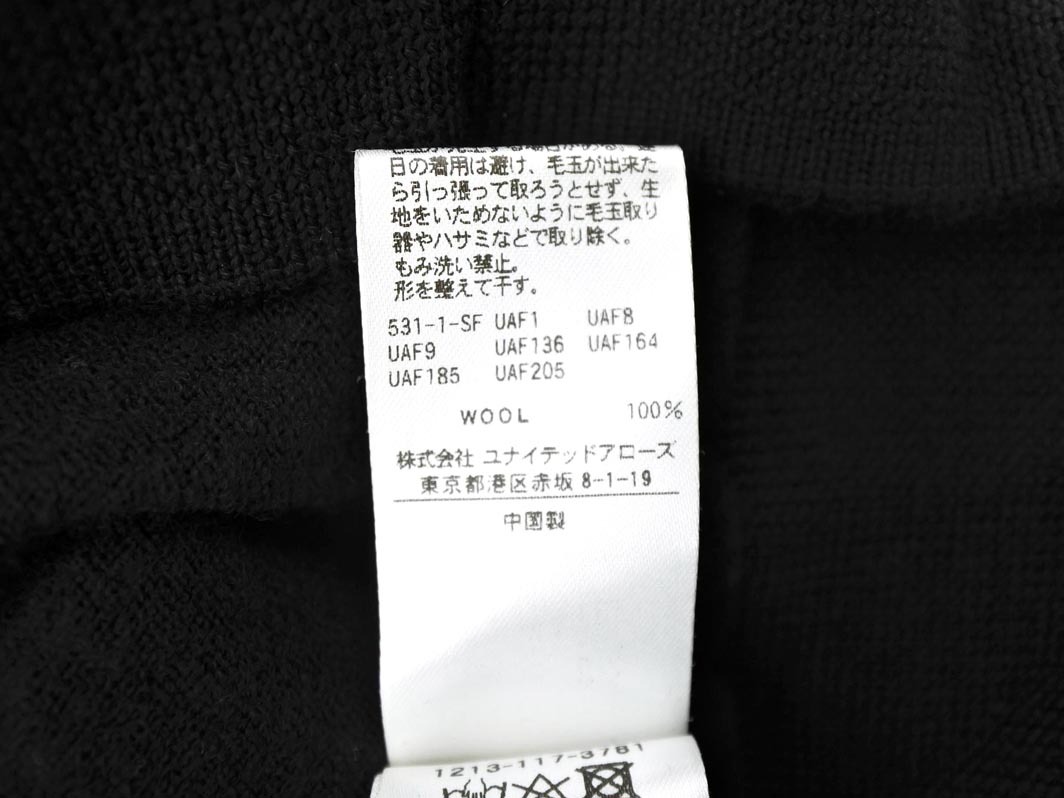 日の着用は避け、毛玉が出来た
ら引っ張って取ろうとせず、生
地をいためないように毛玉取り
器やハサミなどで取り除く。
もみ洗い禁止。
形を整えて干す。
531-1-SF UAF1 UAF8
UAF9 UAF136 UAF164
UAF185 UAF205
WOOL 100%
株式会社 ユナイテッドアローズ
東京都港区赤坂 8-1-19
中国製
1213-117-3781